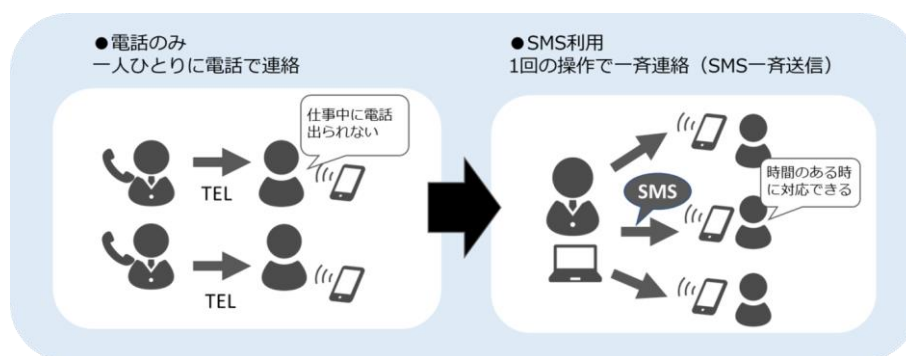 ●電話のみ
一人ひとりに電話で連絡
仕事中に電話
出られない
TEL
TEL
●SMS利用
1回の操作で一斉連絡（SMS一斉送信）
SMS
時間のある時
に対応できる